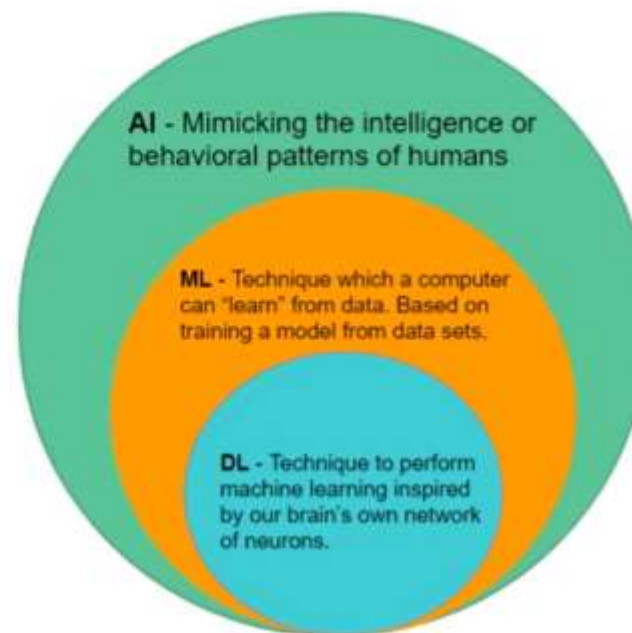 AI - Mimicking the intelligence or
behavioral patterns of humans
ML - Technique which a computer
can "learn" from data. Based on
training a model from data sets.
DL - Technique to perform
machine learning inspired
by our brain's own network
of neurons.